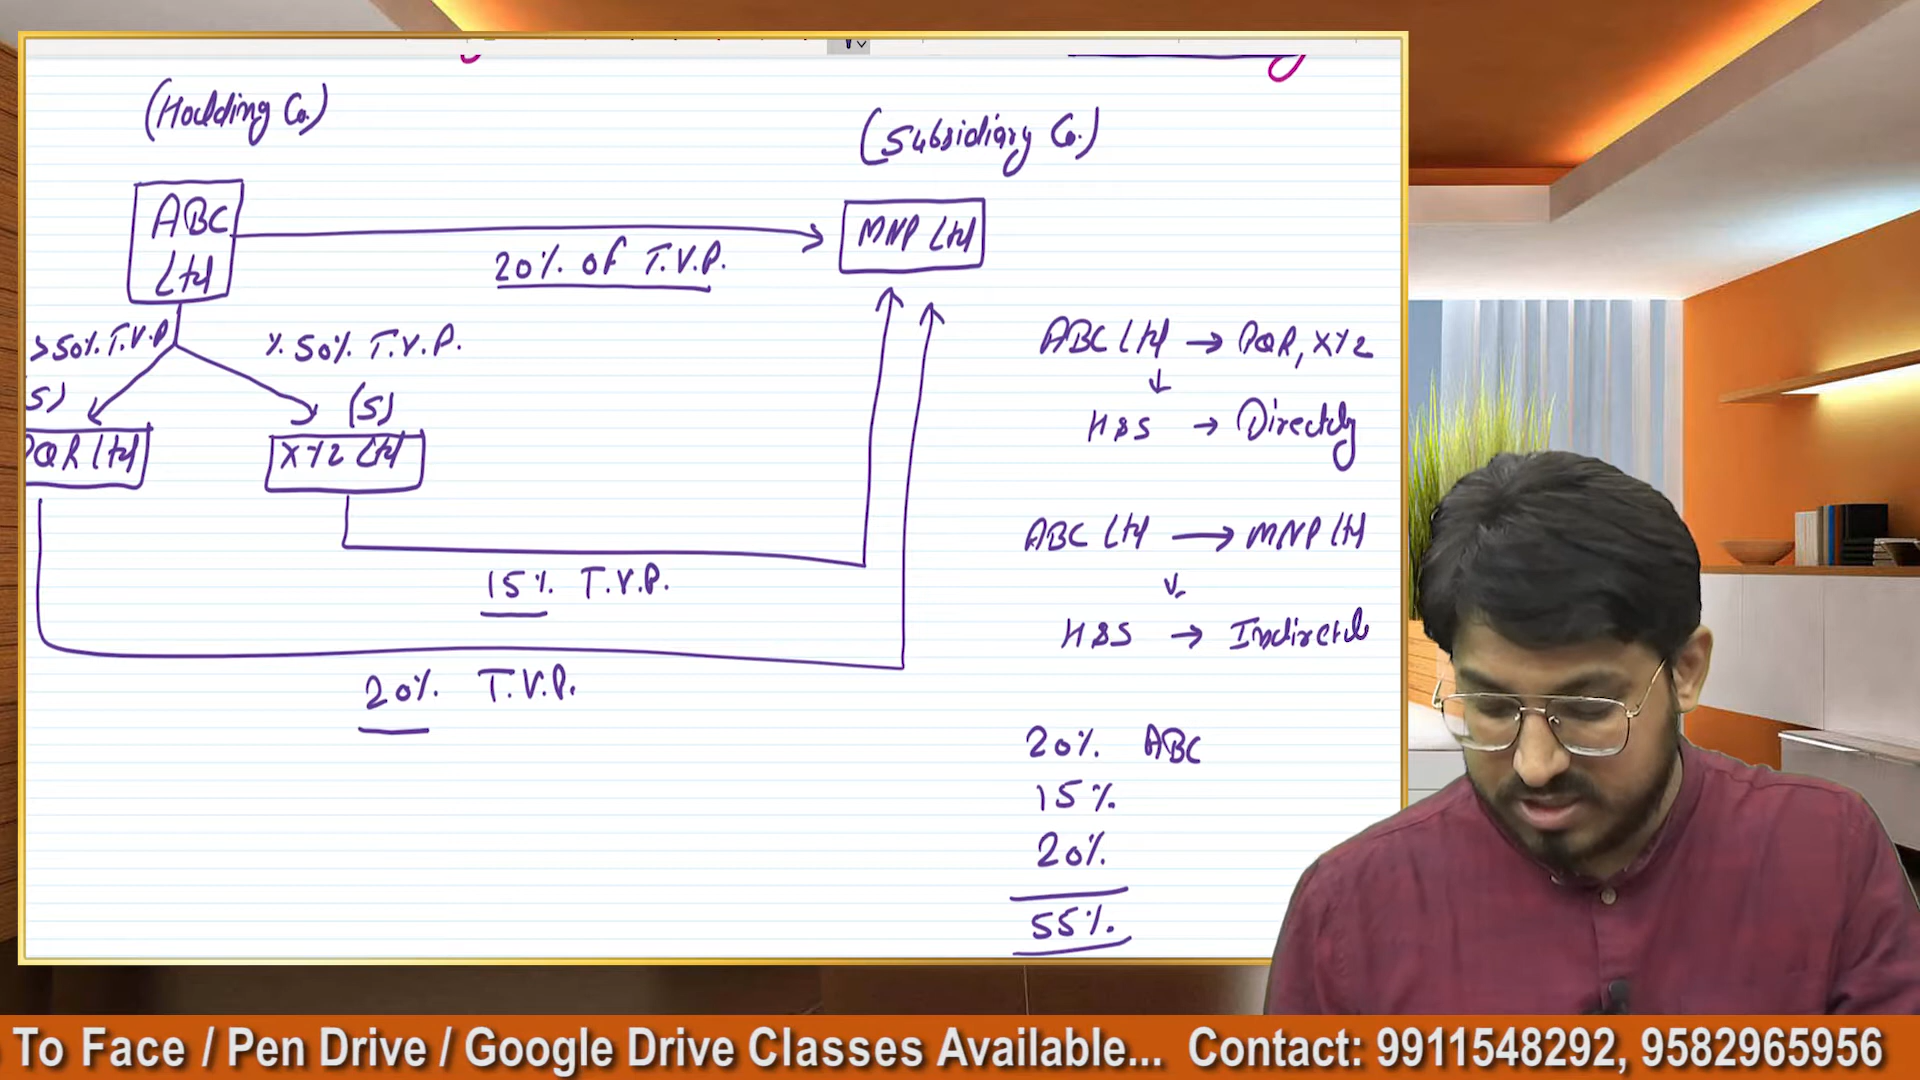 (Houlding Co.)
(Subsidiary Co.)
ABC
Ltd
20% of T.V.P.
MNP Ltd
>50% T.V.P
50% T.V.P.
S)
(S)
PQR Ltd
XYZ Ltd
15% T.V.P.
20% T.V.P.
ABC Ltd → PQR, XYZ
H&S → Directly
ABC Ltd → MNP Ltd
H&S →
20% ABC
15%
20%
55%
To Face / Pen Drive / Google Drive Classes Available... Contact: 9911548292, 9582965956